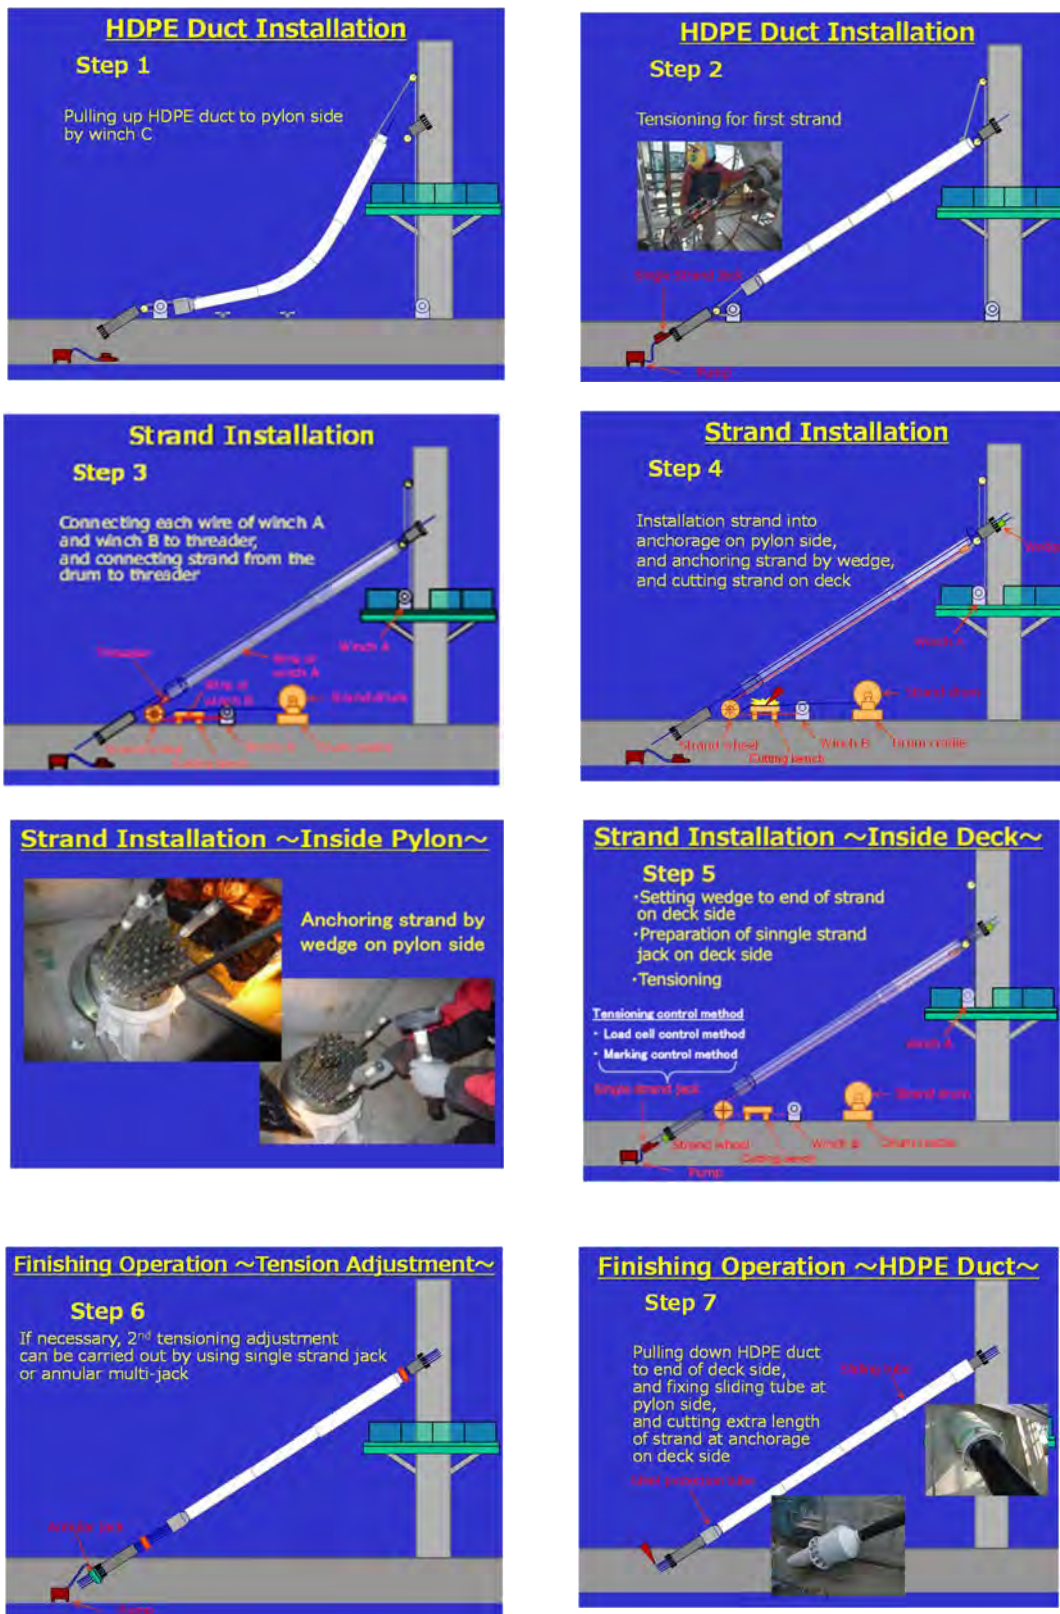 HDPE Duct Installation
Step 1
Pulling up HDPE duct to pylon side
by winch C
HDPE Duct Installation
Step 2
Tensioning for first strand
Single strand jack
Pump
Strand Installation
Step 3
Connecting each wire of winch A
and winch B to threader,
and connecting strand from the
drum to threader
Winch A
Threader
Wire of
winch A
Wire of
winch B
Strand drum
Strand wheel
Winch B
Drum cradle
Cutting bench
Strand Installation
Step 4
Installation strand into
anchorage on pylon side,
and anchoring strand by wedge,
and cutting strand on deck
Wedge
Winch A
Strand drum
Strand wheel
Winch B
Drum cradle
Cutting bench
Strand Installation ~Inside Pylon~
Anchoring strand by
wedge on pylon side
Strand Installation ~Inside Deck~
Step 5
・Setting wedge to end of strand
on deck side
・Preparation of sinngle strand
jack on deck side
・Tensioning
Tensioning control method
・ Load cell control method
・ Marking control method
Single strand jack
winch A
Strand drum
Strand wheel
Winch B
Drum cradle
Cutting bench
Pump
Finishing Operation ~Tension Adjustment~
Step 6
If necessary, 2nd tensioning adjustment
can be carried out by using single strand jack
or annular multi-jack
Annular jack
Pump
Finishing Operation ~HDPE Duct~
Step 7
Pulling down HDPE duct
to end of deck side,
and fixing sliding tube at
pylon side,
and cutting extra length
of strand at anchorage
on deck side
Sliding tube
Steel protection tube